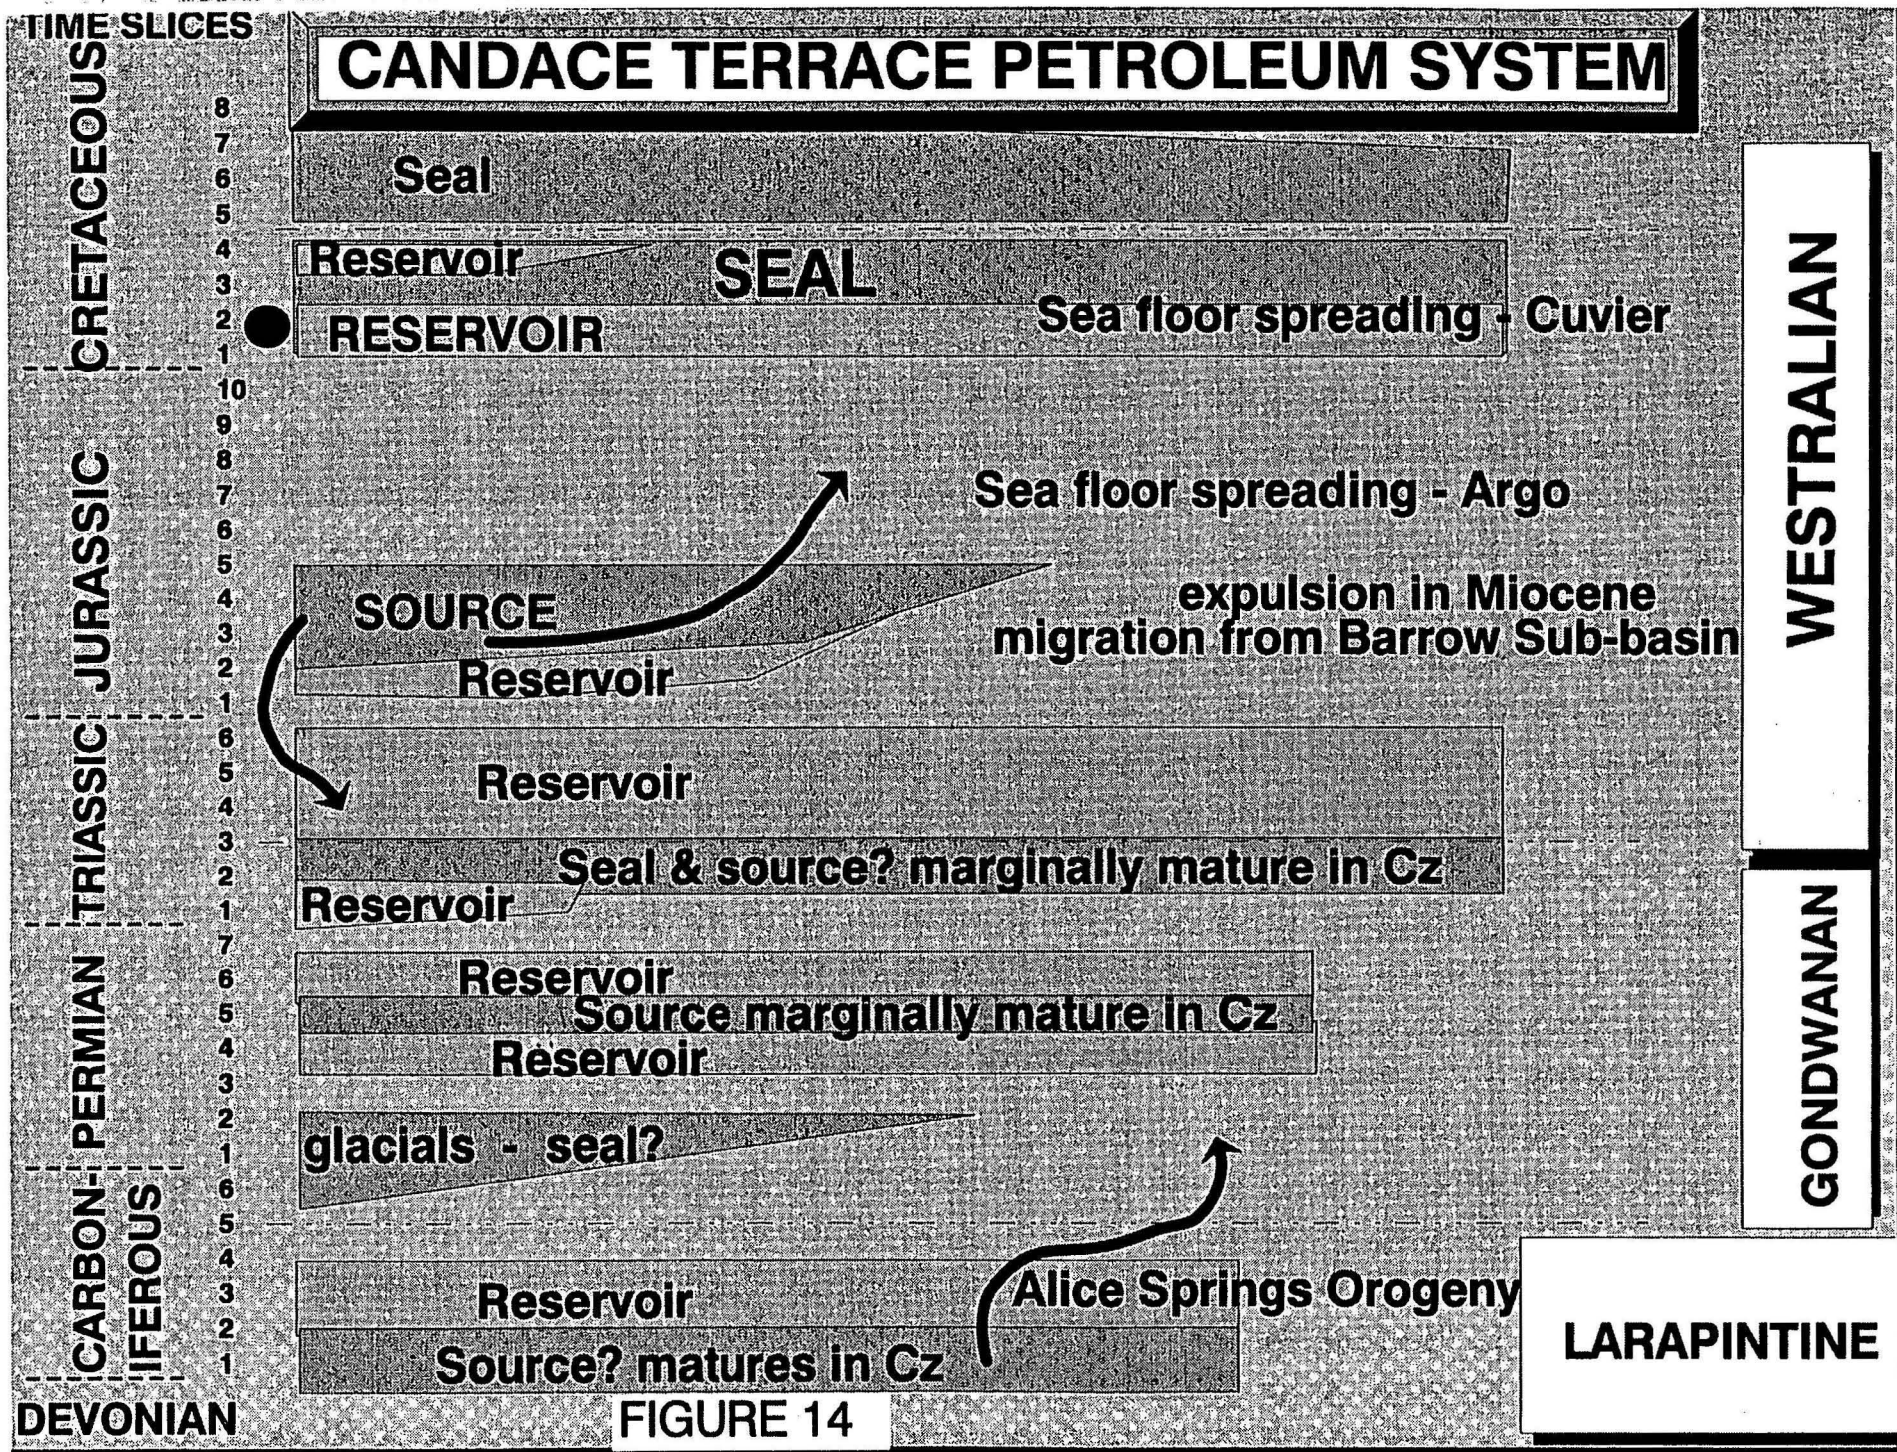 TIME SLICES
CANDACE TERRACE PETROLEUM SYSTEM
CRETACEOUS
8
7
6
5
4
3
2
1
Seal
Reservoir
SEAL
RESERVOIR
Sea floor spreading - Cuvier
JURASSIC
10
9
8
7
6
5
4
3
2
1
Sea floor spreading - Argo
SOURCE
expulsion in Miocene
migration from Barrow Sub-basin
Reservoir
TRIASSIC
6
5
4
3
2
1
Reservoir
Seal & source? marginally mature in Cz
Reservoir
PERMIAN
7
6
5
4
3
2
1
Reservoir
Source marginally mature in Cz
Reservoir
glacials - seal?
CARBON-
IFEROUS
6
5
4
3
2
1
Alice Springs Orogeny
Reservoir
Source? matures in Cz
DEVONIAN
WESTRALIAN
GONDWANAN
LARAPINTINE
FIGURE 14